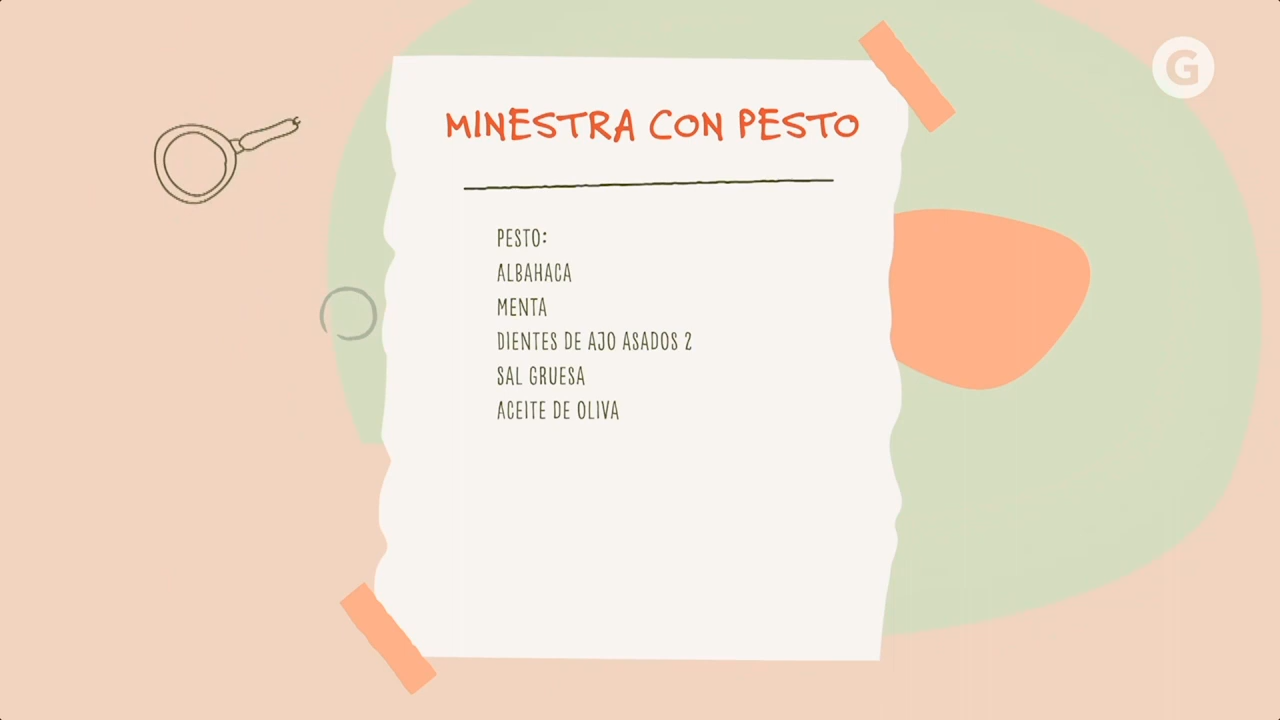 G
MINESTRA CON PESTO
PESTO:
ALBAHACA
MENTA
DIENTES DE AJO ASADOS 2
SAL GRUESA
ACEITE DE OLIVA